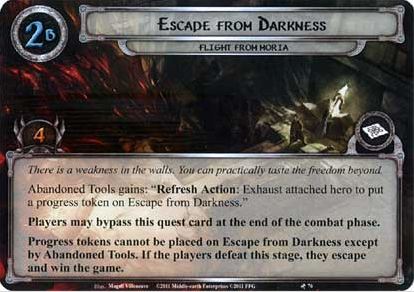 2B
Escape from Darkness
Flight from Moria
4
There is a weakness in the walls. You can practically taste the freedom beyond.
Abandoned Tools gains: “Refresh Action: Exhaust attached hero to put
a progress token on Escape from Darkness.”
Players may bypass this quest card at the end of the combat phase.
Progress tokens cannot be placed on Escape from Darkness except
by Abandoned Tools. If the players defeat this stage, they escape
and win the game.
Illus. Magali Villeneuve ©2011 Middle-earth Enterprises ©2011 FFG 76